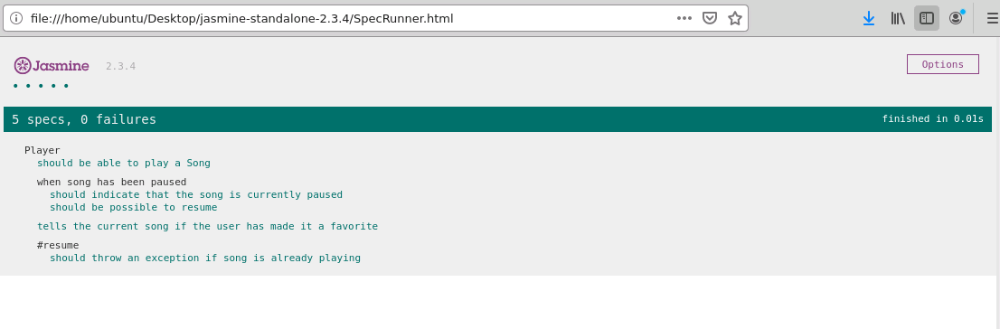 file:///home/ubuntu/Desktop/jasmine-standalone-2.3.4/SpecRunner.html
Jasmine 2.3.4
Options
• • • • •
5 specs, 0 failures
finished in 0.01s
Player
should be able to play a Song
when song has been paused
should indicate that the song is currently paused
should be possible to resume
tells the current song if the user has made it a favorite
#resume
should throw an exception if song is already playing